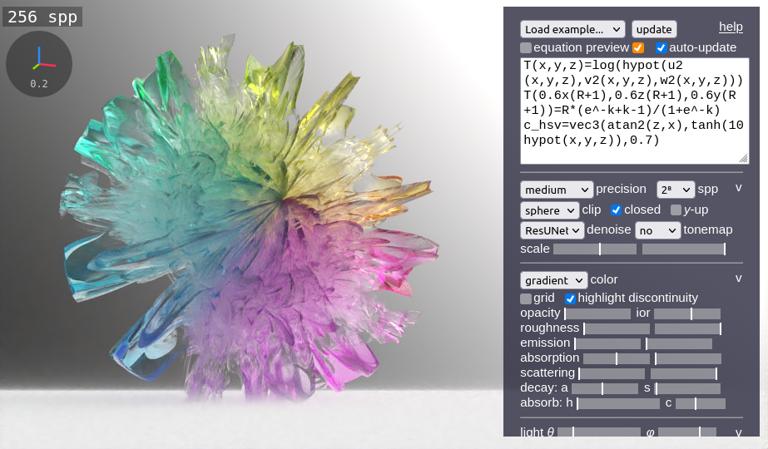 256 spp
0.2
Load example... update help
equation preview auto-update
T(x,y,z)=log(hypot(u2
(x,y,z),v2(x,y,z),w2(x,y,z)))
T(0.6x(R+1),0.6z(R+1),0.6y(R
+1))=R*(e^-k+k-1)/(1+e^-k)
c_hsv=vec3(atan2(z,x),tanh(10
hypot(x,y,z)),0.7)
medium precision 2⁸ spp v
sphere clip closed y-up
ResUNet denoise no tonemap
scale
gradient color v
grid highlight discontinuity
opacity ior
roughness
emission
absorption
scattering
decay: a s
absorb: h c
light θ φ v